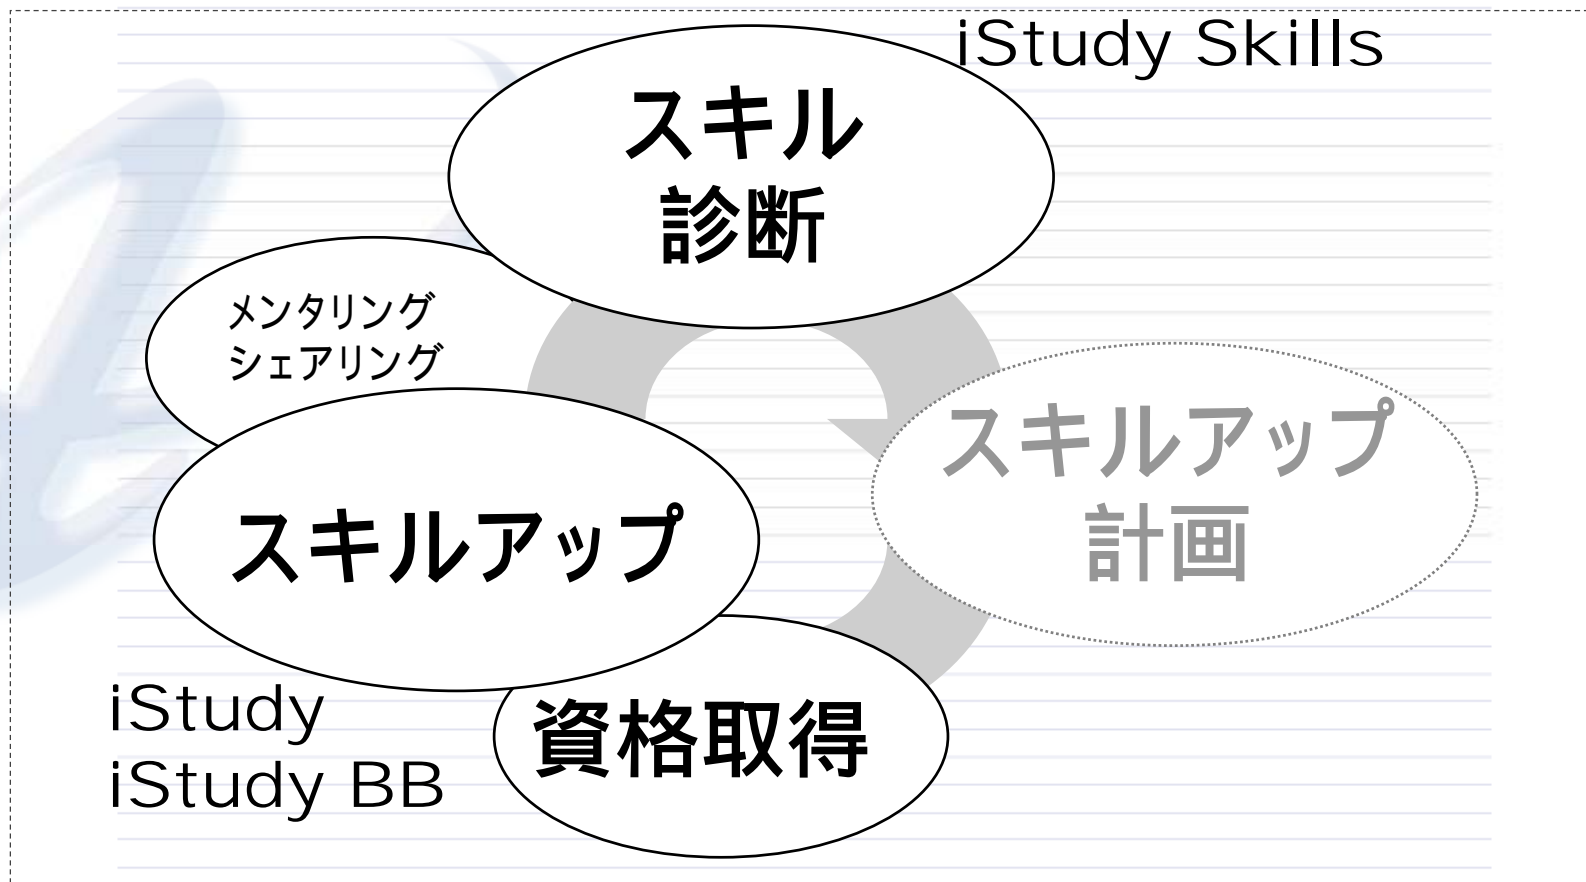 iStudy Skills
スキル
診断
メンタリング
シェアリング
スキルアップ
計画
スキルアップ
iStudy
iStudy BB
資格取得